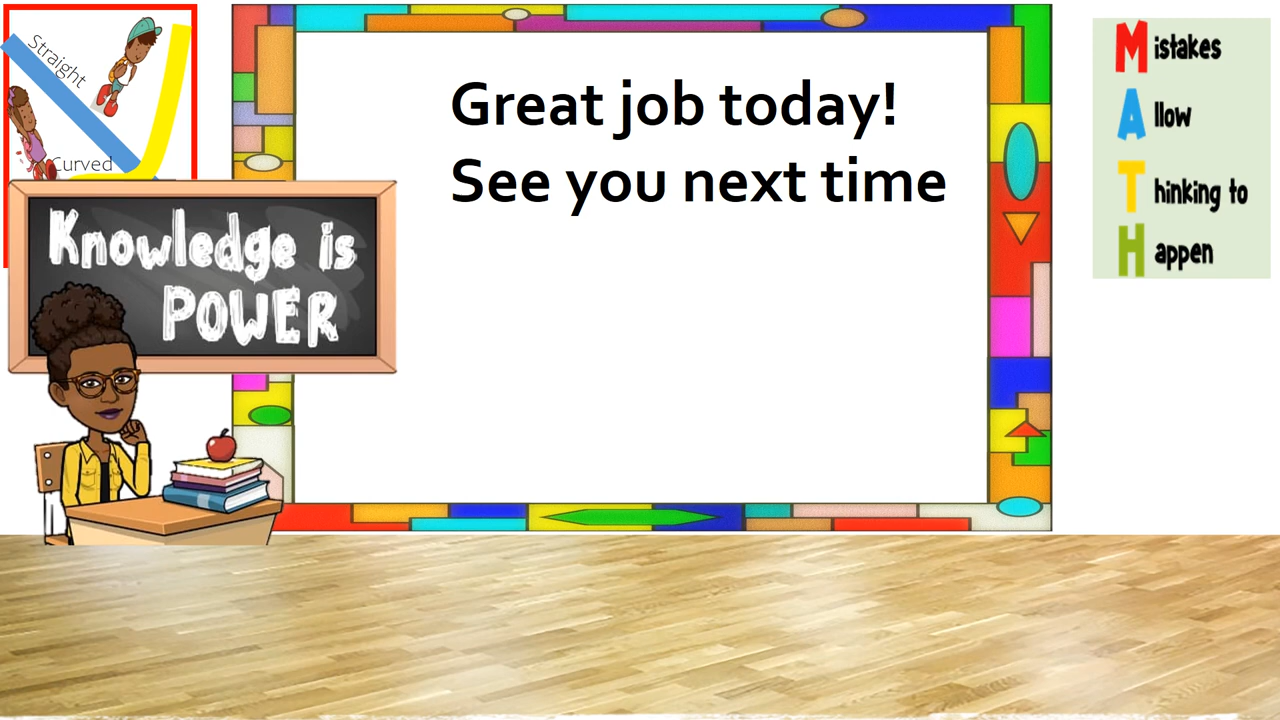 Straight
Curved
Knowledge is
POWER
Great job today!
See you next time
Mistakes
Allow
Thinking to
Happen